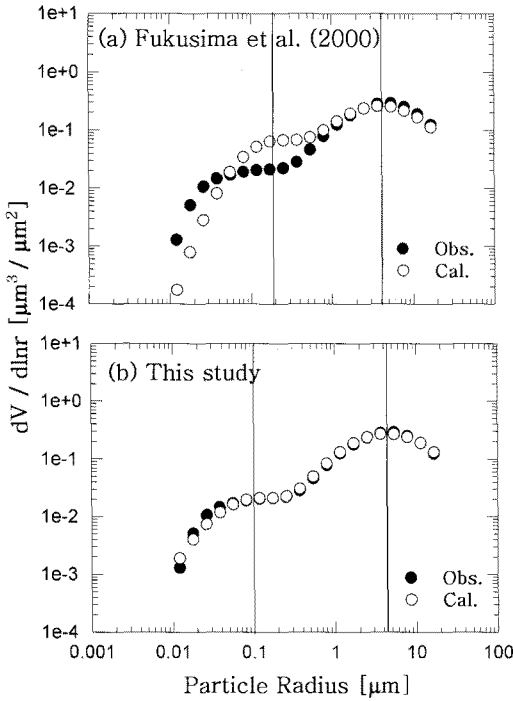 (a) Fukusima et al. (2000)
1e+1
1e+0
1e-1
1e-2
1e-3
1e-4
Obs.
Cal.
dV / dlnr [μm³ / μm²]
(b) This study
1e+1
1e+0
1e-1
1e-2
1e-3
1e-4
Obs.
Cal.
0.001 0.01 0.1 1 10 100
Particle Radius [μm]